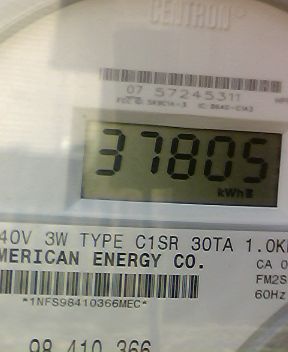 CENTRON
07 57245311
37805
kWh
40V 3W TYPE C1SR 30TA 1.0K
MERICAN ENERGY CO.
CA 0
FM2S
*1NFS98410366MEC*
60Hz
98 410 366